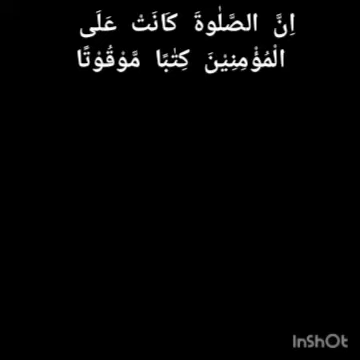 اِنَّ الصَّلٰوةَ كَانَتْ عَلَى
الْمُؤْمِنِيْنَ كِتٰبًا مَّوْقُوْتًا
InShOt